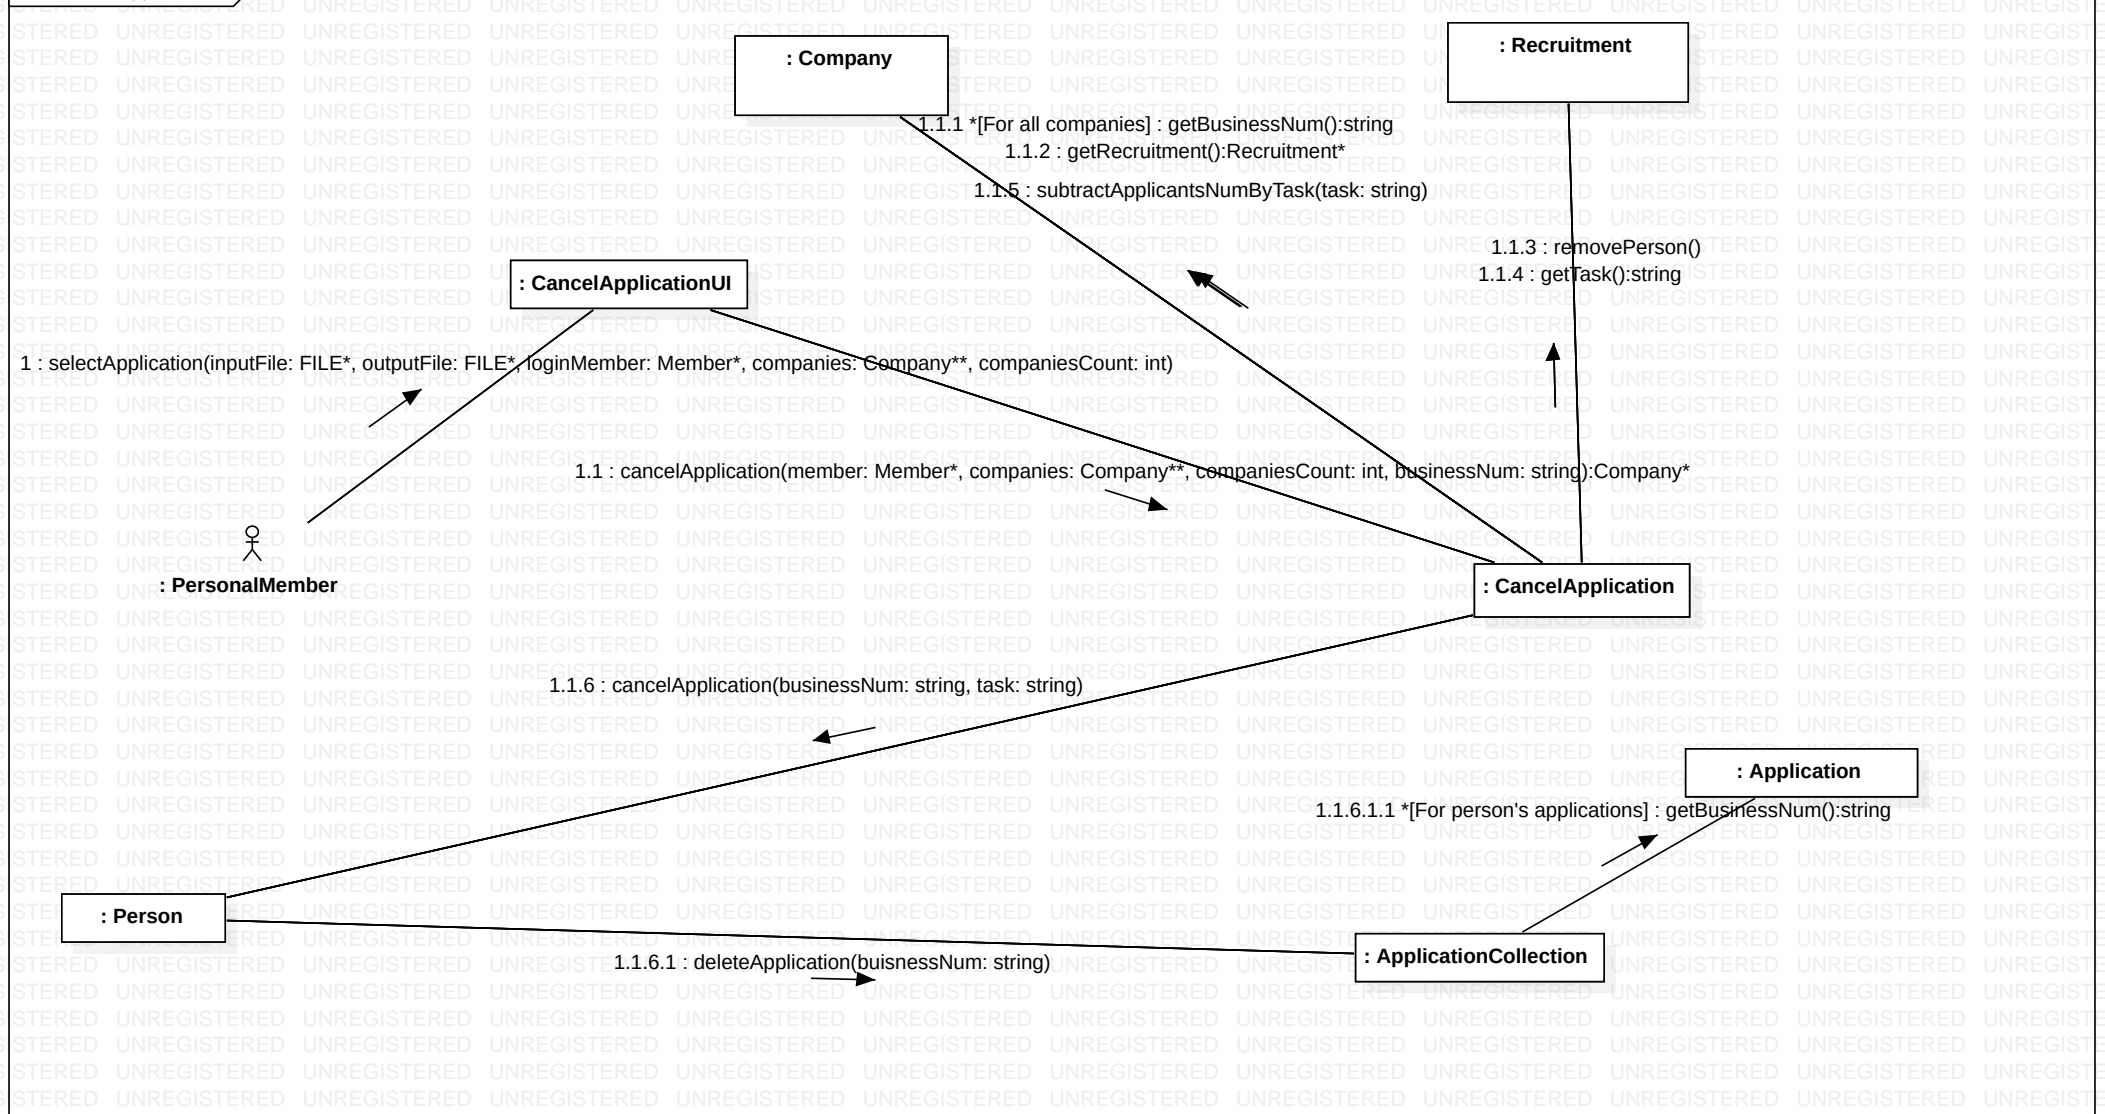 : Company
: Recruitment
1.1.1 *[For all companies] : getBusinessNum():string
1.1.2 : getRecruitment():Recruitment*
1.1.5 : subtractApplicantsNumByTask(task: string)
1.1.3 : removePerson()
1.1.4 : getTask():string
: CancelApplicationUI
1 : selectApplication(inputFile: FILE*, outputFile: FILE*, loginMember: Member*, companies: Company**, companiesCount: int)
1.1 : cancelApplication(member: Member*, companies: Company**, companiesCount: int, businessNum: string):Company*
: PersonalMember
: CancelApplication
1.1.6 : cancelApplication(businessNum: string, task: string)
: Application
1.1.6.1.1 *[For person's applications] : getBusinessNum():string
: Person
: ApplicationCollection
1.1.6.1 : deleteApplication(buisnessNum: string)
UNREGISTERED